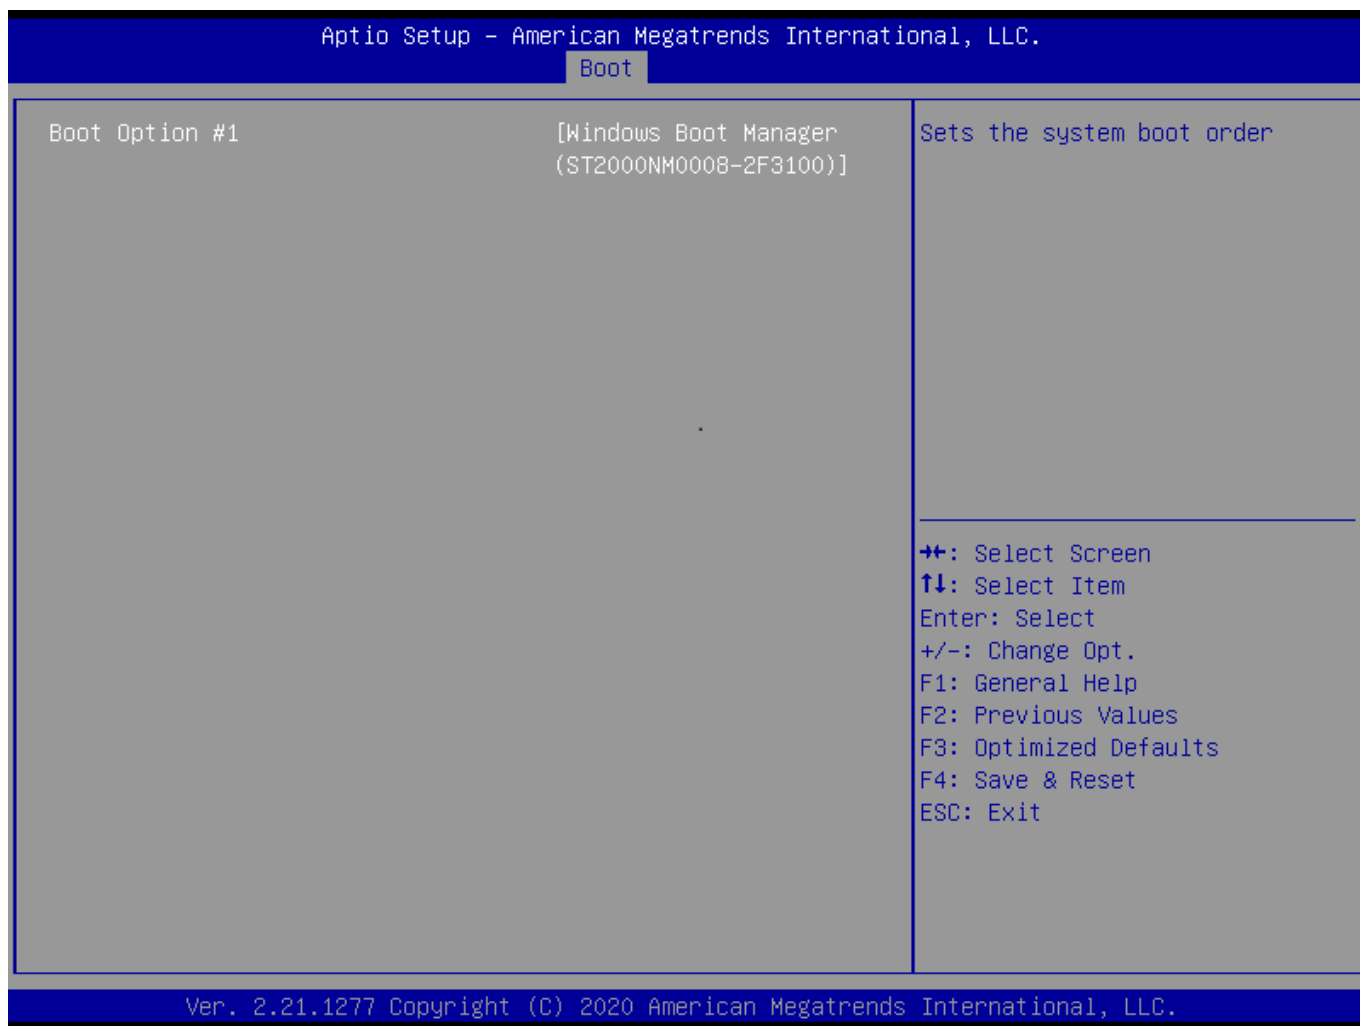 Aptio Setup – American Megatrends International, LLC.
Boot
Boot Option #1 [Windows Boot Manager
(ST2000NM0008–2F3100)]
Sets the system boot order
→←: Select Screen
↑↓: Select Item
Enter: Select
+/–: Change Opt.
F1: General Help
F2: Previous Values
F3: Optimized Defaults
F4: Save & Reset
ESC: Exit
Ver. 2.21.1277 Copyright (C) 2020 American Megatrends International, LLC.